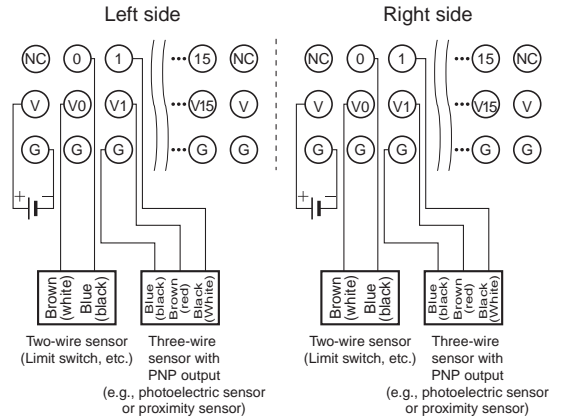 Left side
Right side
NC 0 1 ···15 NC
V V0 V1 ···V15 V
G G G ···G G
+ −
Brown (white)
Blue (black)
Blue (black)
Brown (red)
Black (White)
Two-wire sensor
(Limit switch, etc.)
Three-wire
sensor with
PNP output
(e.g., photoelectric sensor
or proximity sensor)
NC 0 1 ···15 NC
V V0 V1 ···V15 V
G G G ···G G
+ −
Brown (white)
Blue (black)
Blue (black)
Brown (red)
Black (White)
Two-wire sensor
(Limit switch, etc.)
Three-wire
sensor with
PNP output
(e.g., photoelectric sensor
or proximity sensor)